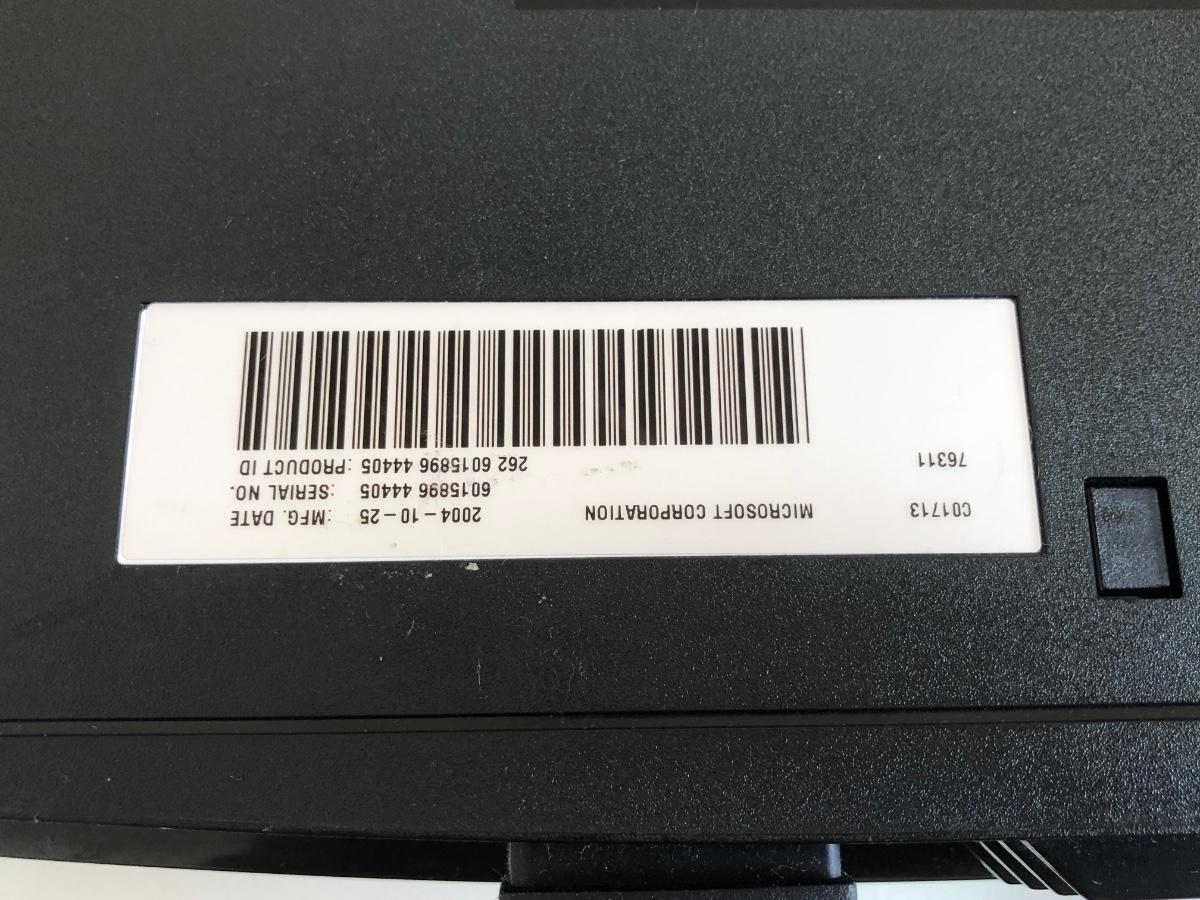 C01713 MICROSOFT CORPORATION 2004-10-25 :MFG. DATE
6015896 44405 :SERIAL NO.
76311 262 6015896 44405 :PRODUCT ID